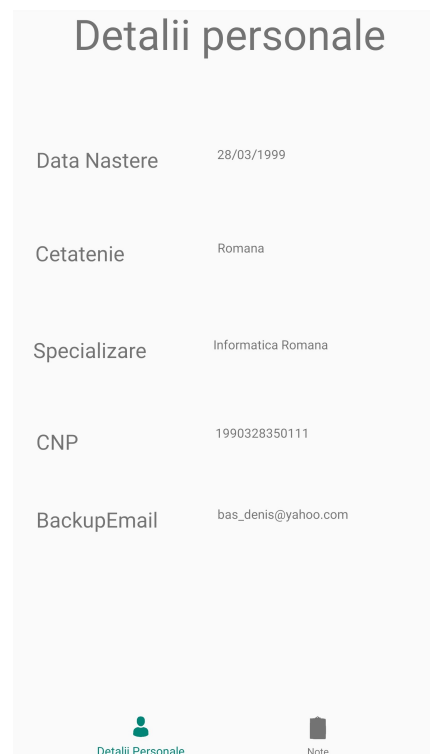 Detalii personale
Data Nastere 28/03/1999
Cetatenie Romana
Specializare Informatica Romana
CNP 1990328350111
BackupEmail bas_denis@yahoo.com
Detalii Personale Note